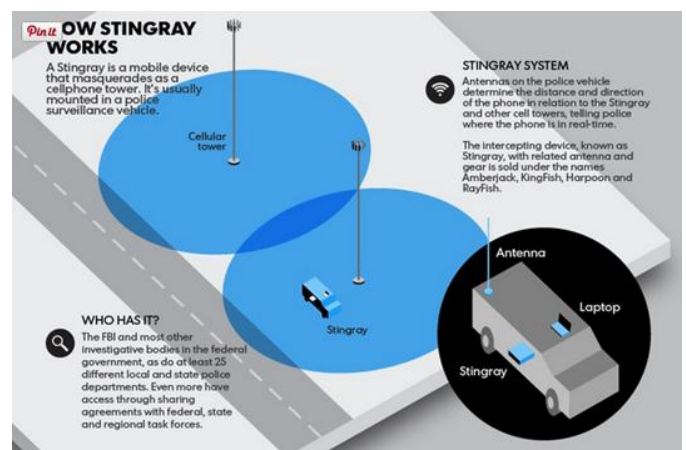 Pin it
HOW STINGRAY
WORKS
A Stingray is a mobile device
that masquerades as a
cellphone tower. It's usually
mounted in a police
surveillance vehicle.
Cellular
tower
STINGRAY SYSTEM
Antennas on the police vehicle
determine the distance and direction
of the phone in relation to the Stingray
and other cell towers, telling police
where the phone is in real-time.
The intercepting device, known as
Stingray, with related antenna and
gear is sold under the names
Amberjack, KingFish, Harpoon and
RayFish.
Stingray
Antenna
Laptop
Stingray
WHO HAS IT?
The FBI and most other
investigative bodies in the federal
government, as do at least 25
different local and state police
departments. Even more have
access through sharing
agreements with federal, state
and regional task forces.